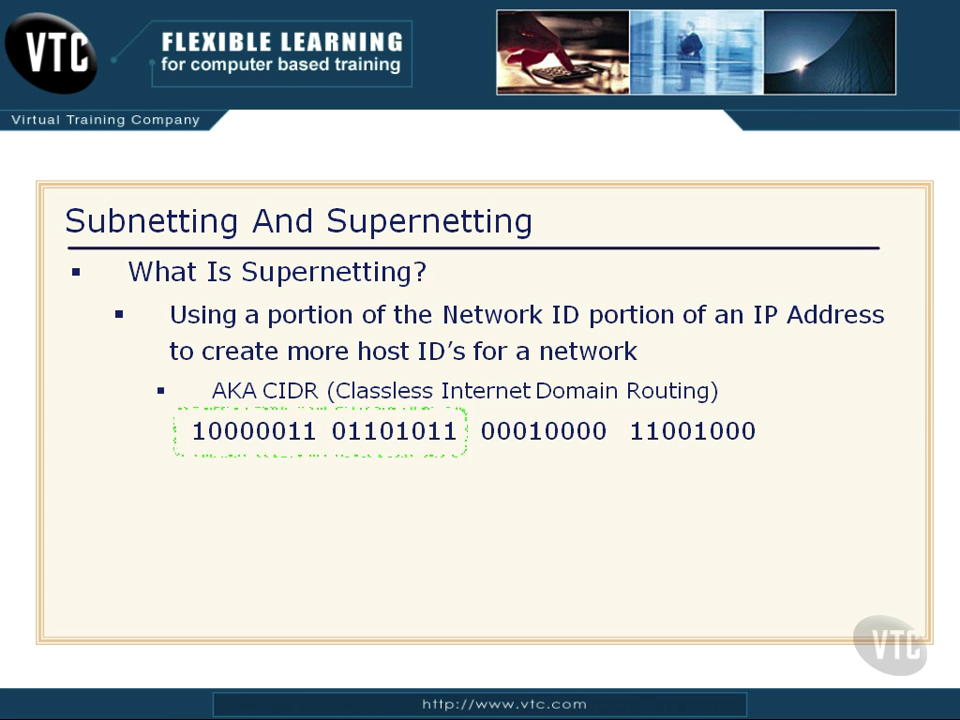 VTC
FLEXIBLE LEARNING
for computer based training
Virtual Training Company
Subnetting And Supernetting
▪ What Is Supernetting?
▪ Using a portion of the Network ID portion of an IP Address
to create more host ID's for a network
▪ AKA CIDR (Classless Internet Domain Routing)
10000011 01101011 00010000 11001000
VTC
http://www.vtc.com